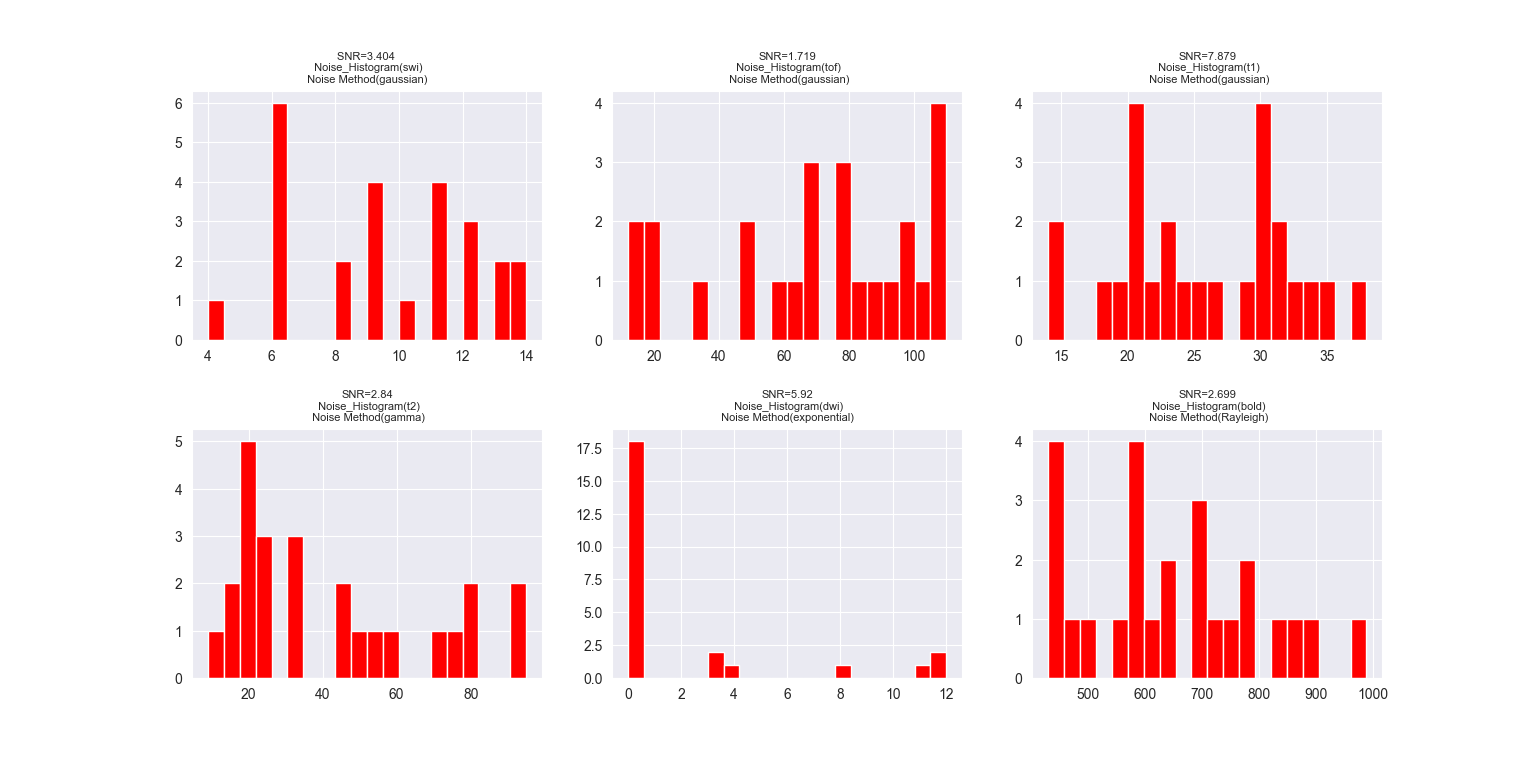 SNR=3.404
Noise_Histogram(swi)
Noise Method(gaussian)
6
5
4
3
2
1
0
4 6 8 10 12 14
SNR=1.719
Noise_Histogram(tof)
Noise Method(gaussian)
4
3
2
1
0
20 40 60 80 100
SNR=7.879
Noise_Histogram(t1)
Noise Method(gaussian)
4
3
2
1
0
15 20 25 30 35
SNR=2.84
Noise_Histogram(t2)
Noise Method(gamma)
5
4
3
2
1
0
20 40 60 80
SNR=5.92
Noise_Histogram(dwi)
Noise Method(exponential)
17.5
15.0
12.5
10.0
7.5
5.0
2.5
0.0
0 2 4 6 8 10 12
SNR=2.699
Noise_Histogram(bold)
Noise Method(Rayleigh)
4
3
2
1
0
500 600 700 800 900 1000